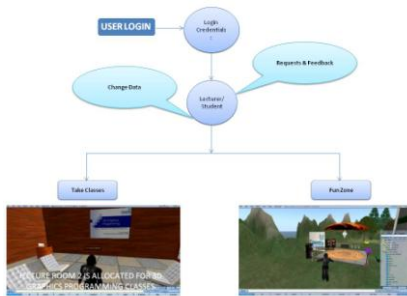 USER LOGIN
Login
Credentials
:
Requests & Feedback
Change Data
Lecturer/
Student
Take Classes
Fun Zone
LECTURE ROOM 2 IS ALLOCATED FOR 3D
GRAPHICS PROGRAMMING CLASSES